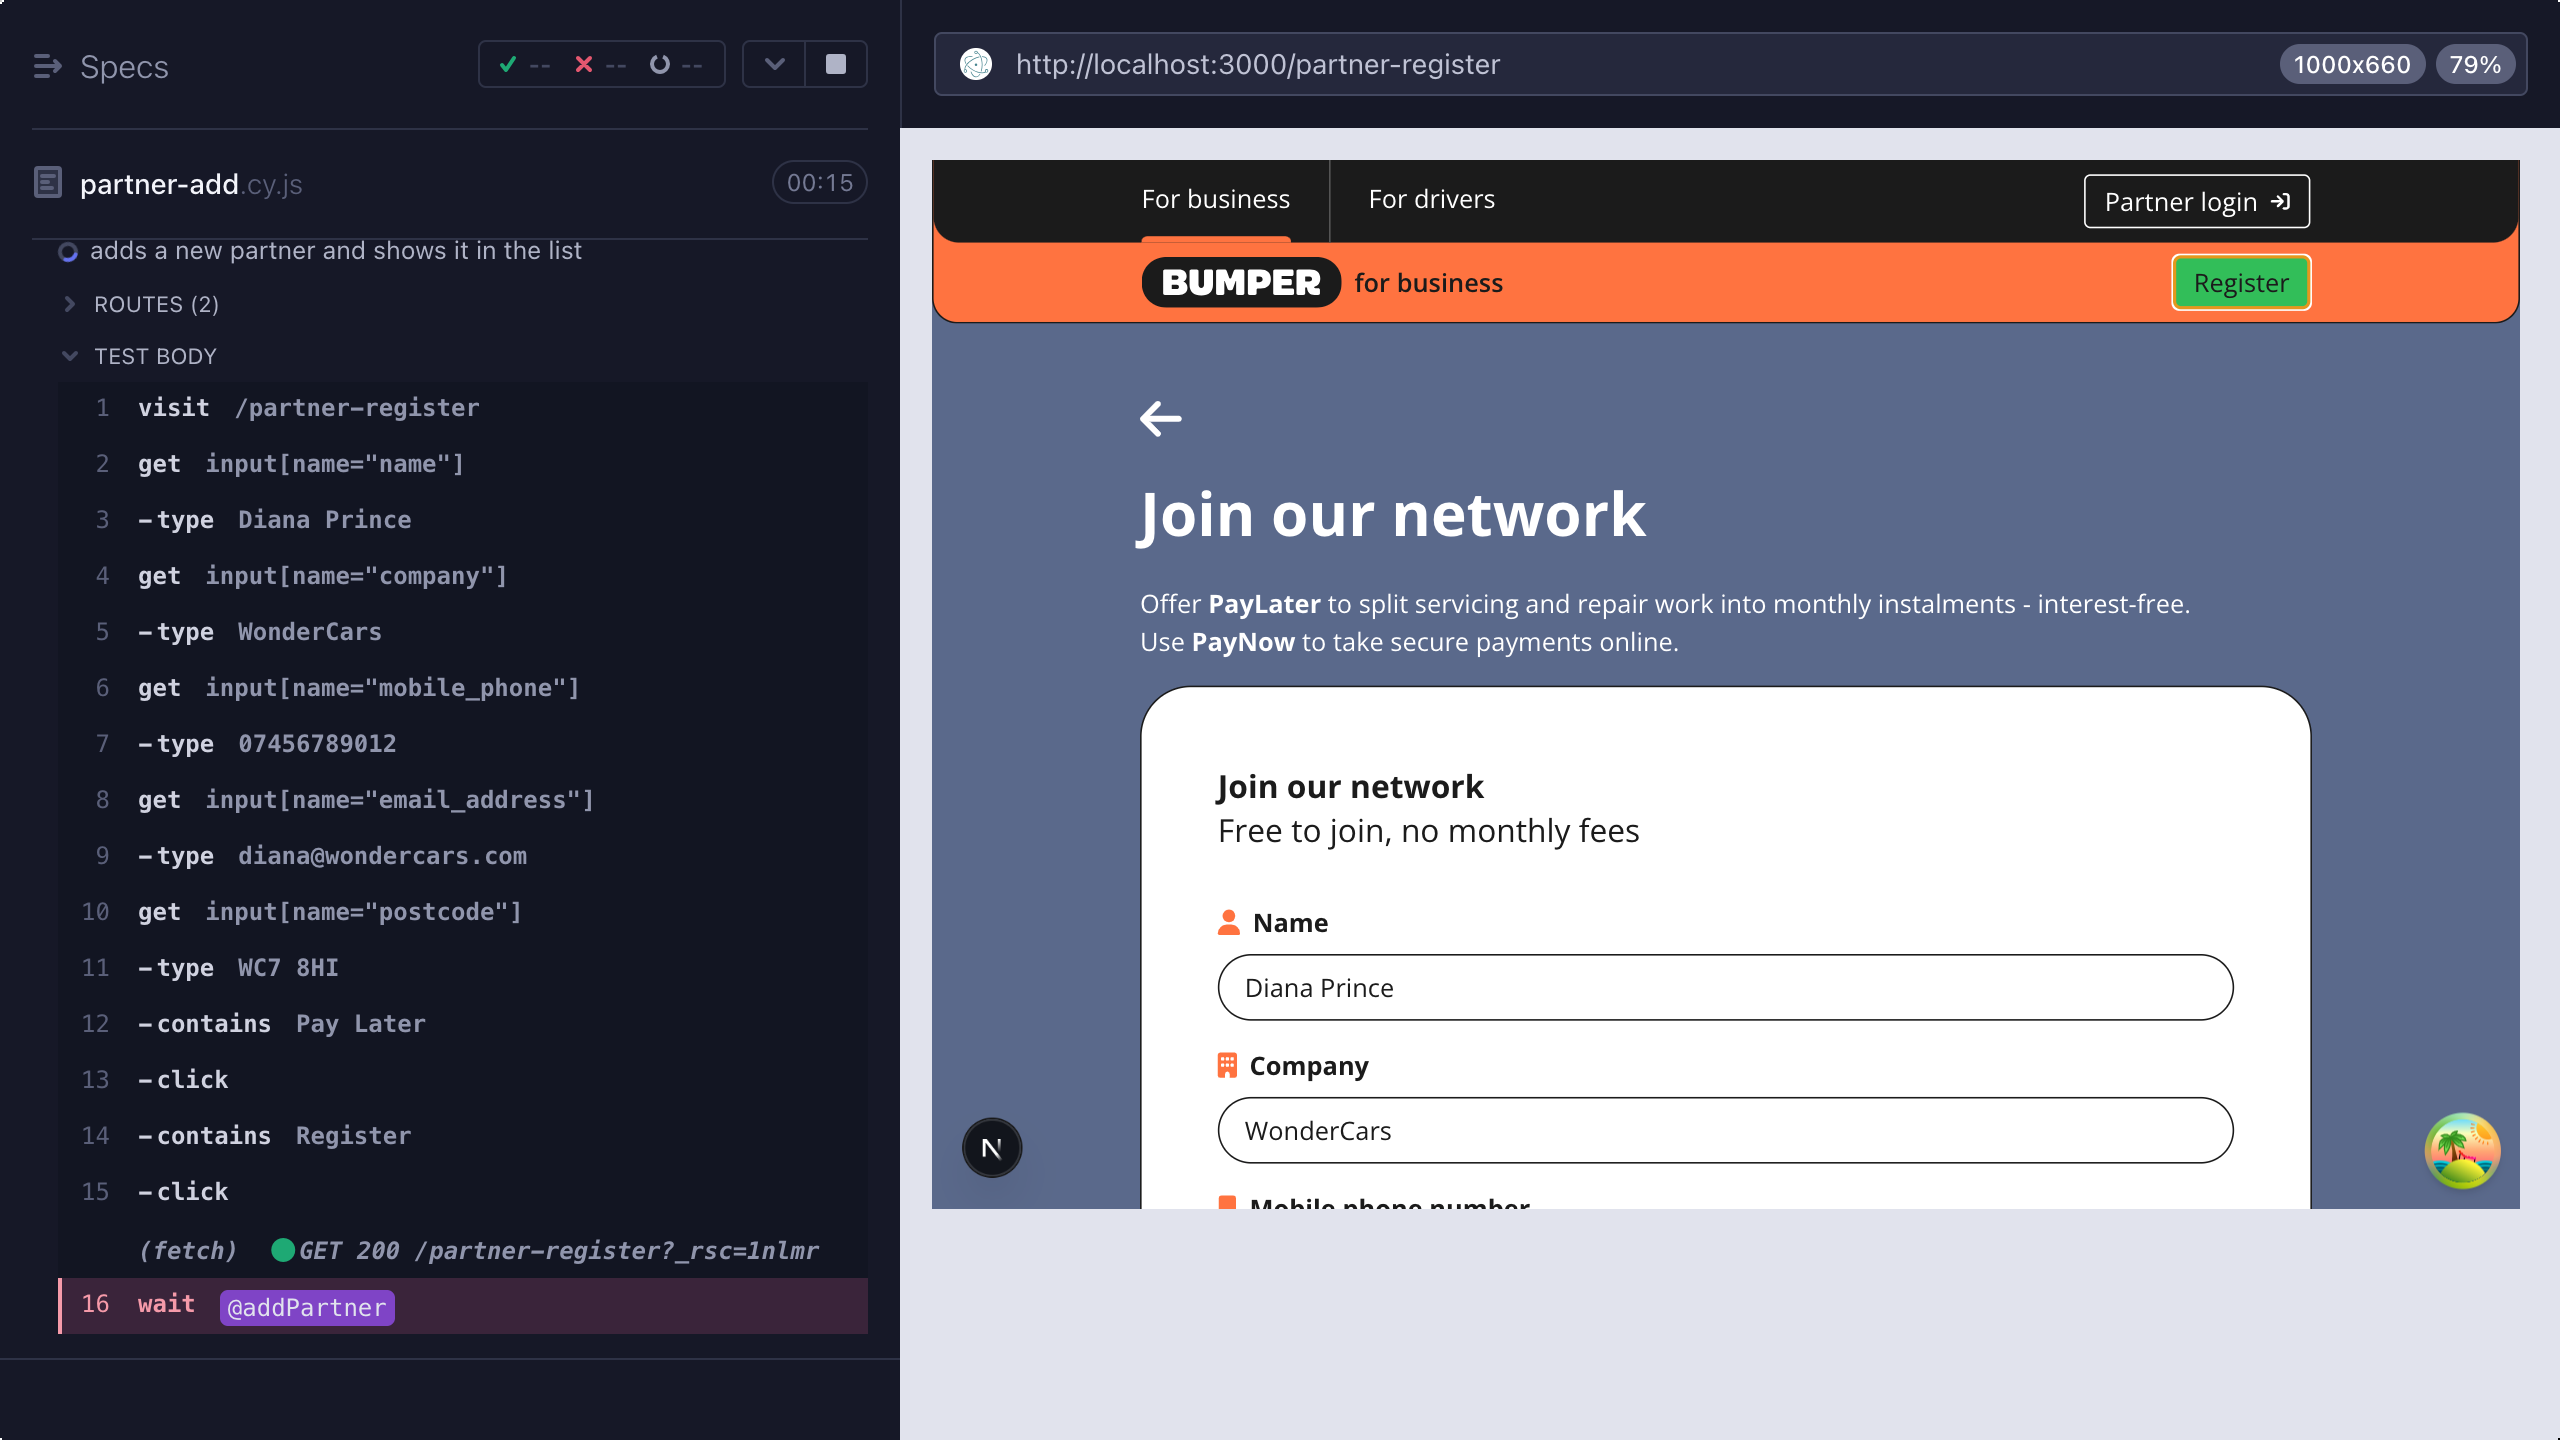 Specs
-- -- --
http://localhost:3000/partner-register
1000x660
79%
partner-add.cy.js
00:15
adds a new partner and shows it in the list
ROUTES (2)
TEST BODY
1 visit /partner-register
2 get input[name="name"]
3 -type Diana Prince
4 get input[name="company"]
5 -type WonderCars
6 get input[name="mobile_phone"]
7 -type 07456789012
8 get input[name="email_address"]
9 -type diana@wondercars.com
10 get input[name="postcode"]
11 -type WC7 8HI
12 -contains Pay Later
13 -click
14 -contains Register
15 -click
(fetch) GET 200 /partner-register?_rsc=1nlmr
16 wait @addPartner
For business
For drivers
Partner login
BUMPER for business
Register
Join our network
Offer PayLater to split servicing and repair work into monthly instalments - interest-free.
Use PayNow to take secure payments online.
Join our network
Free to join, no monthly fees
Name
Diana Prince
Company
WonderCars
Mobile phone number
N